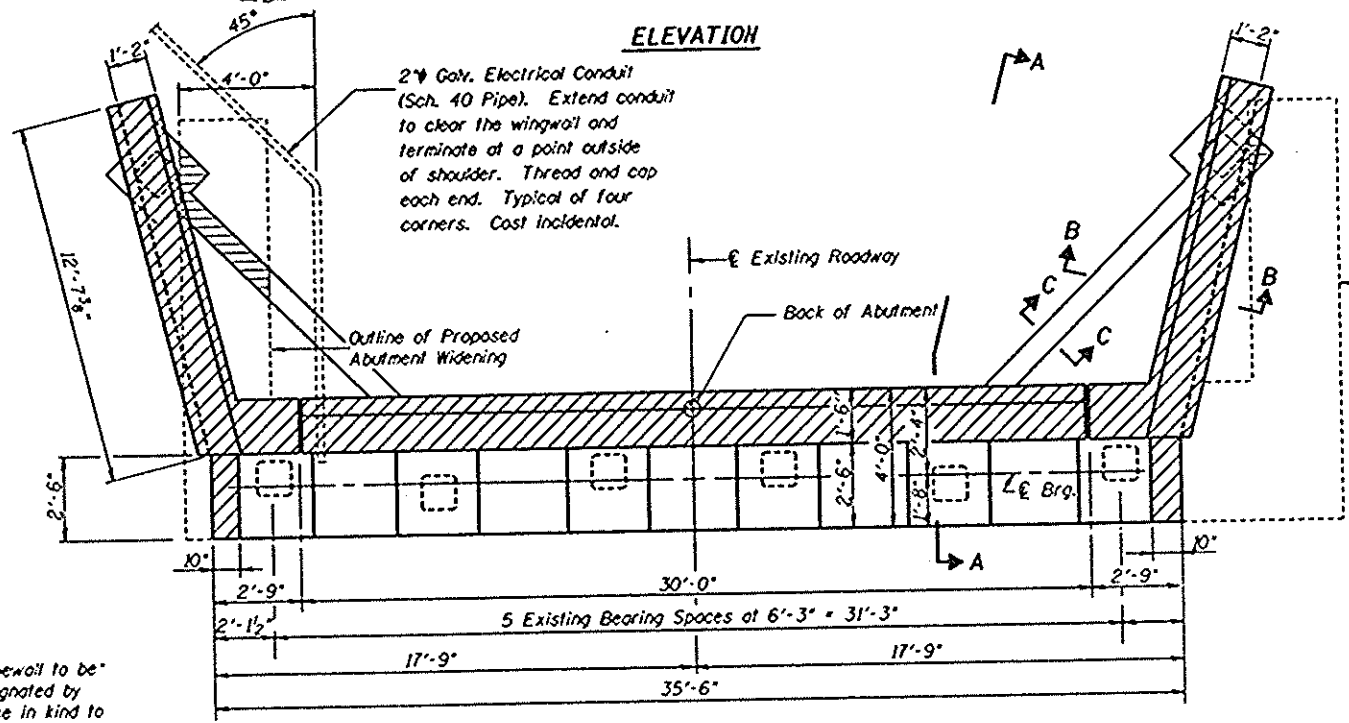 45°
ELEVATION
1'-2"
4'-0"
2"φ Galv. Electrical Conduit
(Sch. 40 Pipe). Extend conduit
to clear the wingwall and
terminate at a point outside
of shoulder. Thread and cap
each end. Typical of four
corners. Cost incidental.
A
1'-2"
12'-7 3/8"
℄ Existing Roadway
B
B
C
C
Back of Abutment
Outline of Proposed
Abutment Widening
1'-6"
2'-6"
4'-0"
2'-4"
1'-8"
℄ Brg.
2'-6"
A
10"
10"
2'-9"
30'-0"
2'-9"
2'-1 1/2"
5 Existing Bearing Spaces at 6'-3" = 31'-3"
17'-9"
17'-9"
35'-6"
ewall to be
gnated by
e in kind to